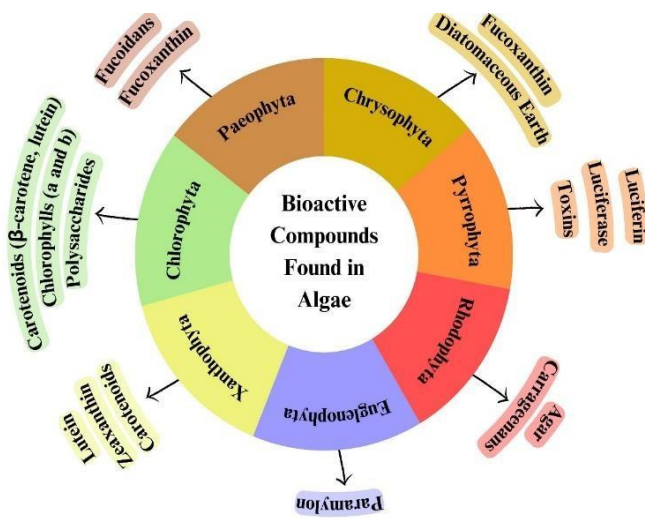 Bioactive
Compounds
Found in
Algae
Chrysophyta
Fucoxanthin
Diatomaceous Earth
Pyrrophyta
Luciferin
Luciferase
Toxins
Rhodophyta
Carrageenans
Agar
Euglenophyta
Paramylon
Xanthophyta
Carotenoids
Zeaxanthin
Lutein
Chlorophyta
Carotenoids (β-carotene, lutein)
Chlorophylls (a and b)
Polysaccharides
Paeophyta
Fucoidans
Fucoxanthin